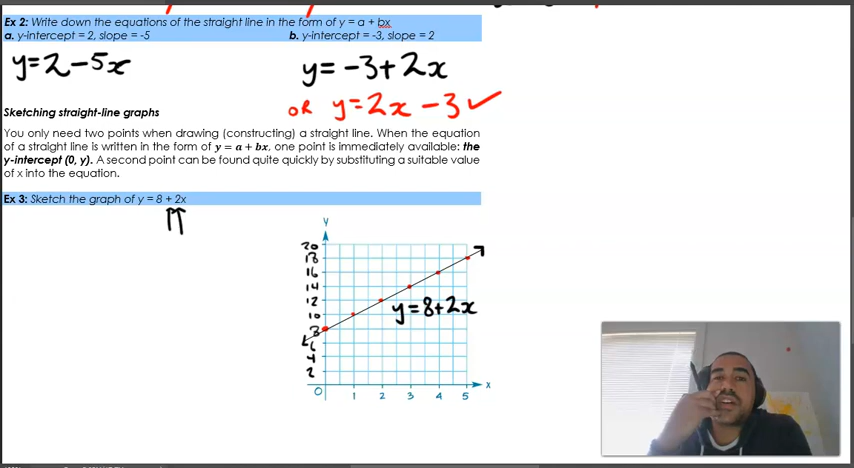 Ex 2: Write down the equations of the straight line in the form of y = a + bx
a. y-intercept = 2, slope = -5 b. y-intercept = -3, slope = 2
y=2-5x y=-3+2x
OR y=2x-3✓
Sketching straight-line graphs
You only need two points when drawing (constructing) a straight line. When the equation
of a straight line is written in the form of y = a + bx, one point is immediately available: the
y-intercept (0, y). A second point can be found quite quickly by substituting a suitable value
of x into the equation.
Ex 3: Sketch the graph of y = 8 + 2x
Y
20
18
16
14
12
10
8
6
4
2
y=8+2x
0 1 2 3 4 5 x